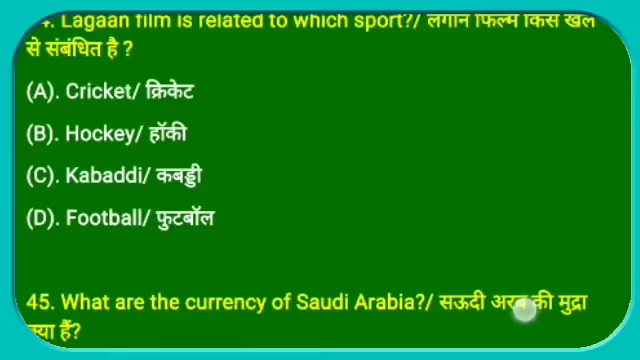 4. Lagaan film is related to which sport?/ लगान फिल्म किस खेल
से संबंधित है ?
(A). Cricket/ क्रिकेट
(B). Hockey/ हॉकी
(C). Kabaddi/ कबड्डी
(D). Football/ फुटबॉल
45. What are the currency of Saudi Arabia?/ सऊदी अरब की मुद्रा
क्या हैं?